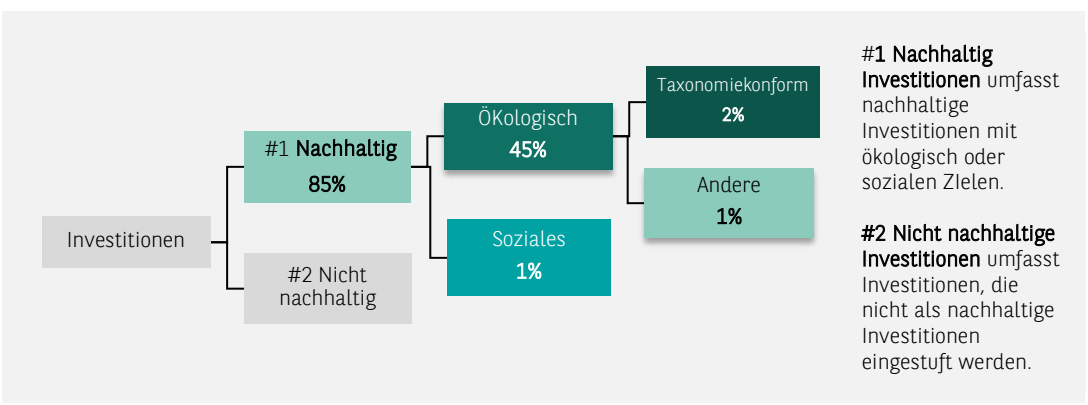 Investitionen
#1 Nachhaltig
85%
#2 Nicht
nachhaltig
ÖKologisch
45%
Soziales
1%
Taxonomiekonform
2%
Andere
1%
#1 Nachhaltig
Investitionen umfasst
nachhaltige
Investitionen mit
ökologisch oder
sozialen ZIelen.
#2 Nicht nachhaltige
Investitionen umfasst
Investitionen, die
nicht als nachhaltige
Investitionen
eingestuft werden.